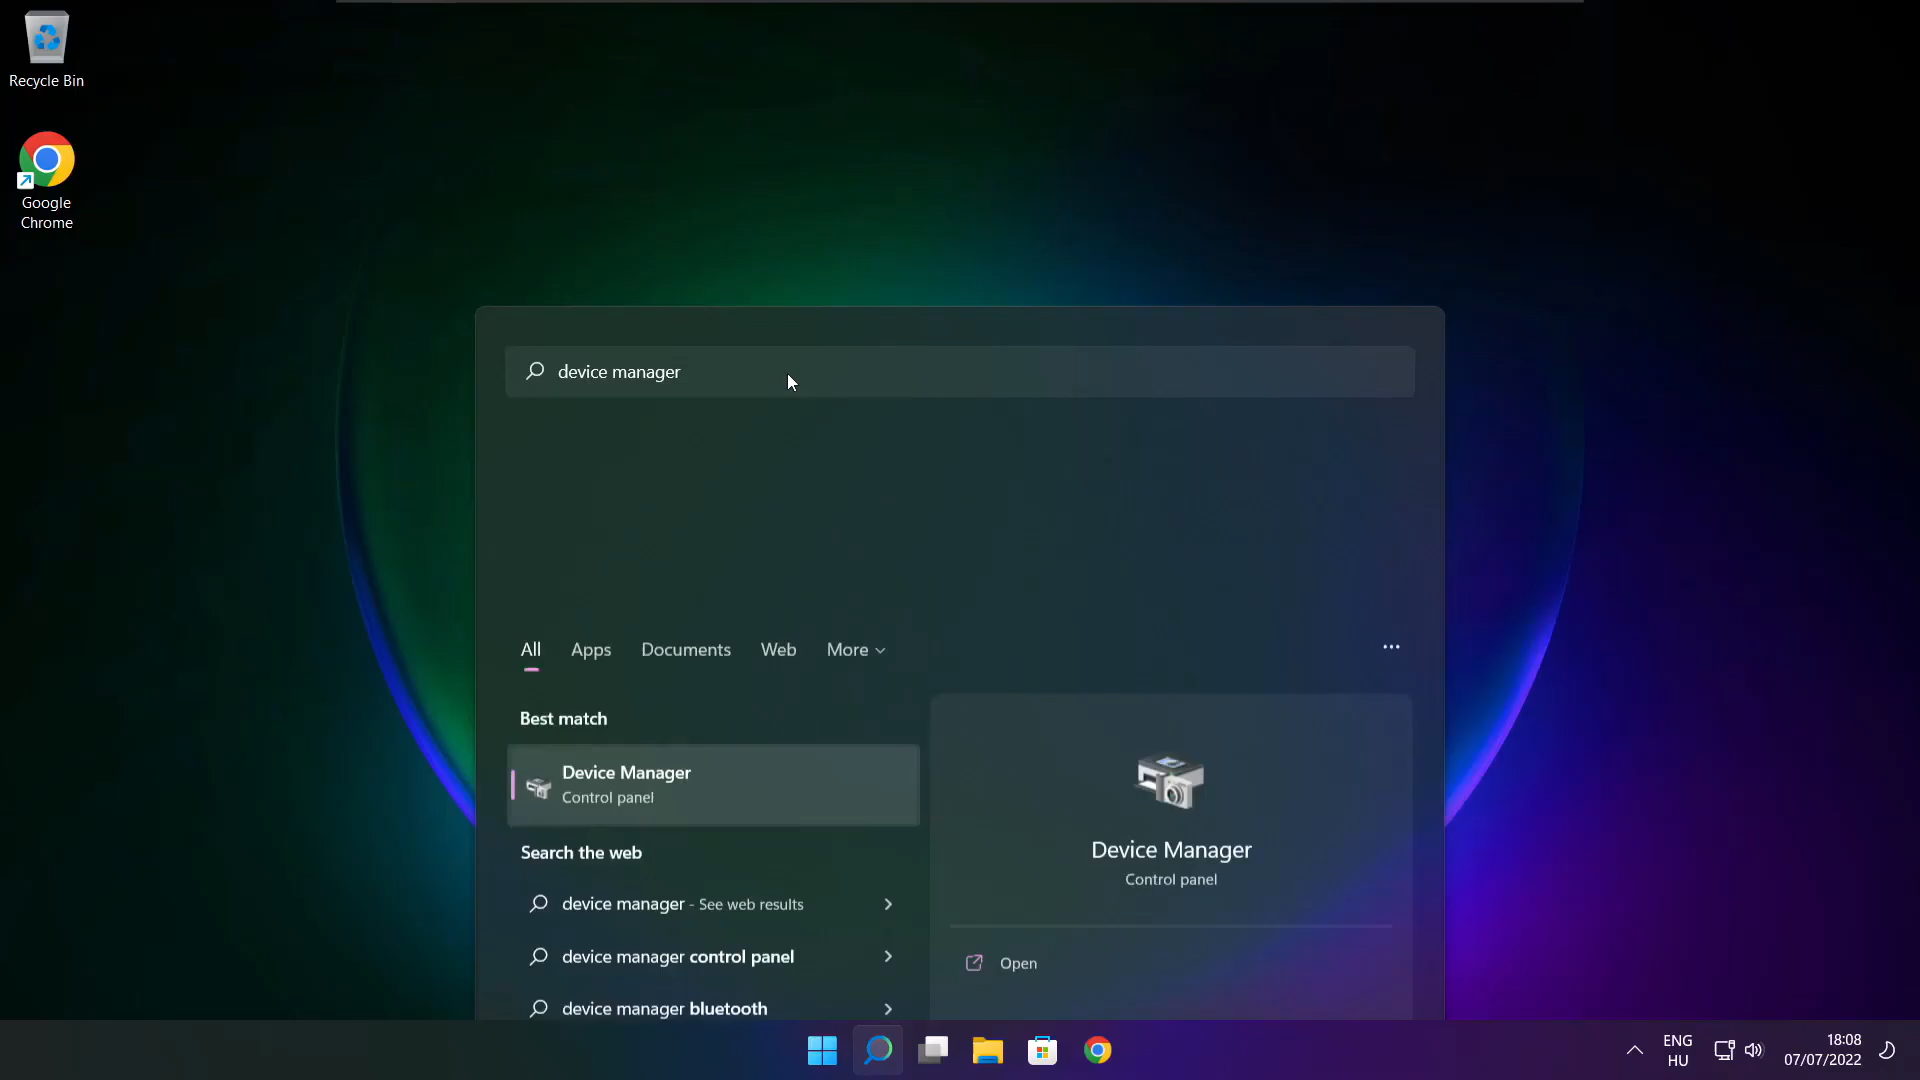 Recycle Bin
Google
Chrome
device manager
All Apps Documents Web More
Best match
Device Manager
Control panel
Search the web
device manager - See web results
device manager control panel
device manager bluetooth
Device Manager
Control panel
Open
ENG
HU
18:08
07/07/2022